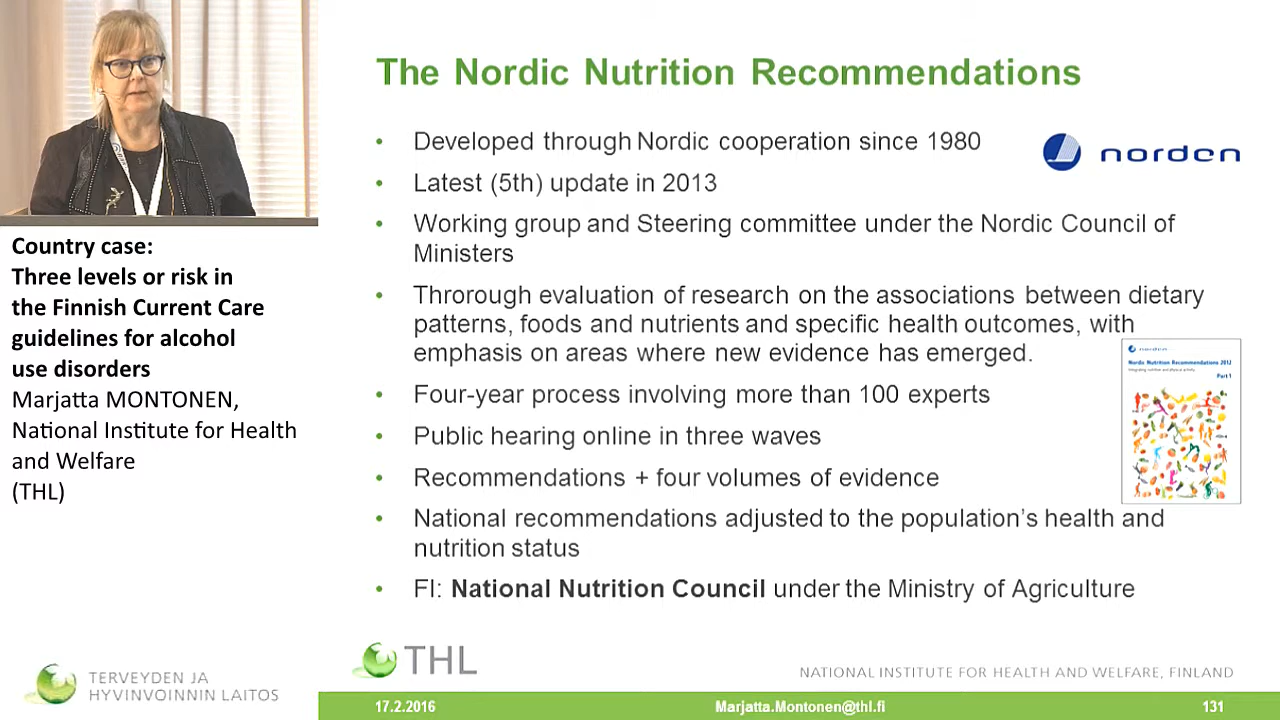 Country case:
Three levels or risk in
the Finnish Current Care
guidelines for alcohol
use disorders
Marjatta MONTONEN,
National Institute for Health
and Welfare
(THL)
TERVEYDEN JA
HYVINVOINNIN LAITOS
The Nordic Nutrition Recommendations
norden
• Developed through Nordic cooperation since 1980
• Latest (5th) update in 2013
• Working group and Steering committee under the Nordic Council of
Ministers
• Throrough evaluation of research on the associations between dietary
patterns, foods and nutrients and specific health outcomes, with
emphasis on areas where new evidence has emerged.
• Four-year process involving more than 100 experts
• Public hearing online in three waves
• Recommendations + four volumes of evidence
• National recommendations adjusted to the population's health and
nutrition status
• FI: National Nutrition Council under the Ministry of Agriculture
norden
Nordic Nutrition Recommendations 2012
Integrating nutrition and physical activity
Part 1
THL
NATIONAL INSTITUTE FOR HEALTH AND WELFARE, FINLAND
17.2.2016
Marjatta.Montonen@thl.fi
131